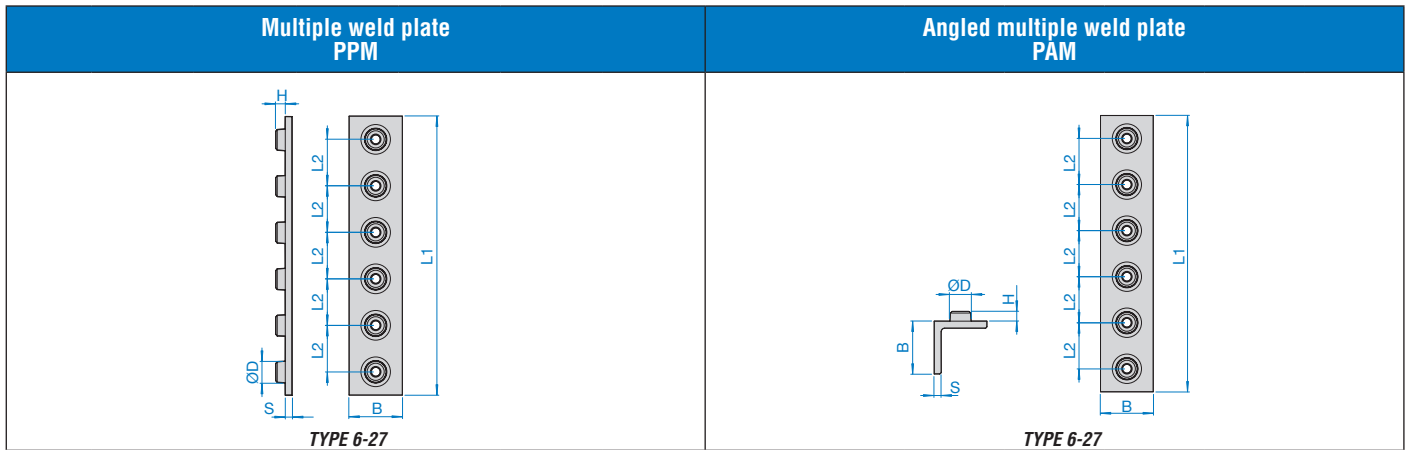 Multiple weld plate
PPM
Angled multiple weld plate
PAM
H
L2
L2
L2
L2
L2
L1
ØD
S
B
TYPE 6-27
L2
L2
L2
L2
L2
L1
ØD
H
B
S
B
TYPE 6-27